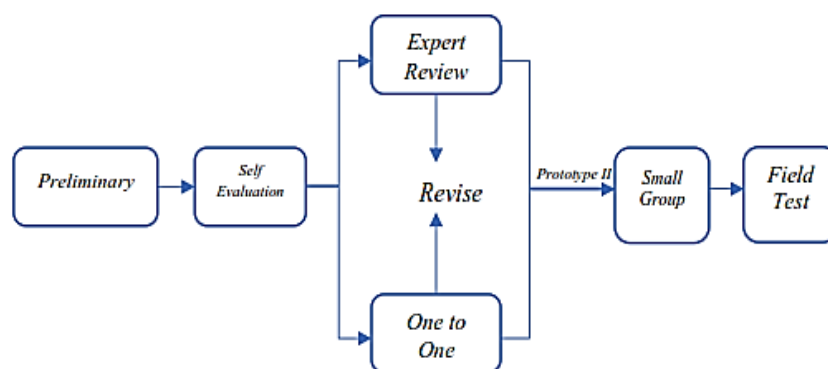 Expert
Review
Preliminary
Self
Evaluation
Revise
Prototype II
Small
Group
Field
Test
One to
One